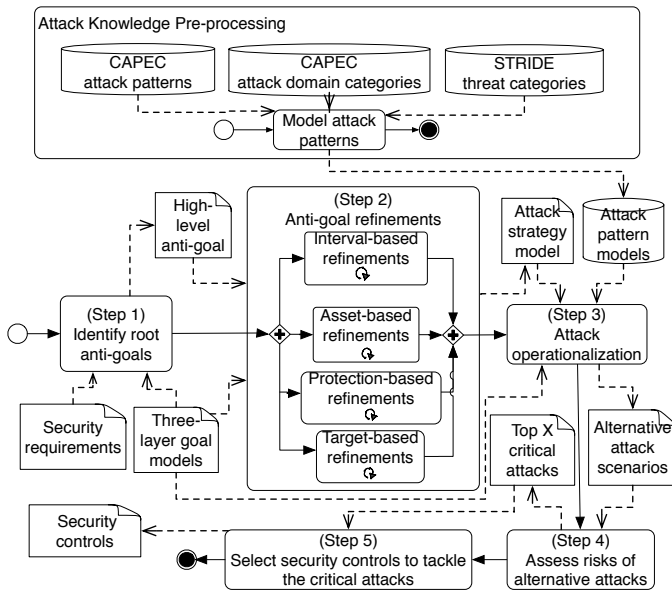 Attack Knowledge Pre-processing
CAPEC
attack patterns
CAPEC
attack domain categories
STRIDE
threat categories
Model attack
patterns
High-
level
anti-goal
(Step 2)
Anti-goal refinements
Interval-based
refinements
Asset-based
refinements
Protection-based
refinements
Target-based
refinements
Attack
strategy
model
Attack
pattern
models
(Step 1)
Identify root
anti-goals
(Step 3)
Attack
operationalization
Security
requirements
Three-
layer goal
models
Top X
critical
attacks
Alternative
attack
scenarios
Security
controls
(Step 5)
Select security controls to tackle
the critical attacks
(Step 4)
Assess risks of
alternative attacks